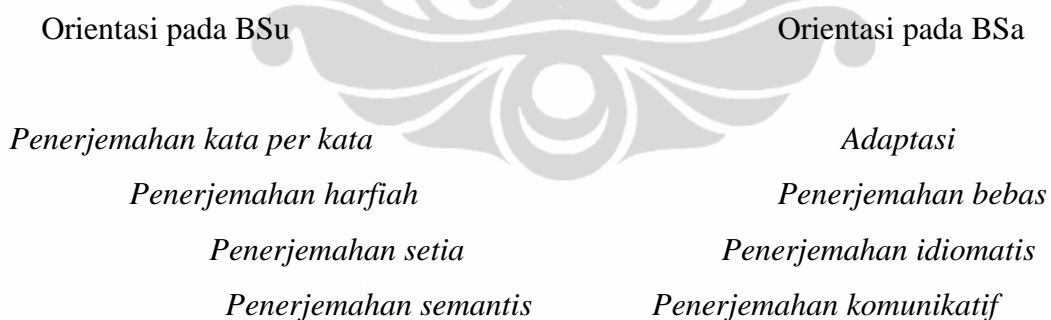 Orientasi pada BSu Orientasi pada BSa
Penerjemahan kata per kata Adaptasi
Penerjemahan harfiah Penerjemahan bebas
Penerjemahan setia Penerjemahan idiomatis
Penerjemahan semantis Penerjemahan komunikatif